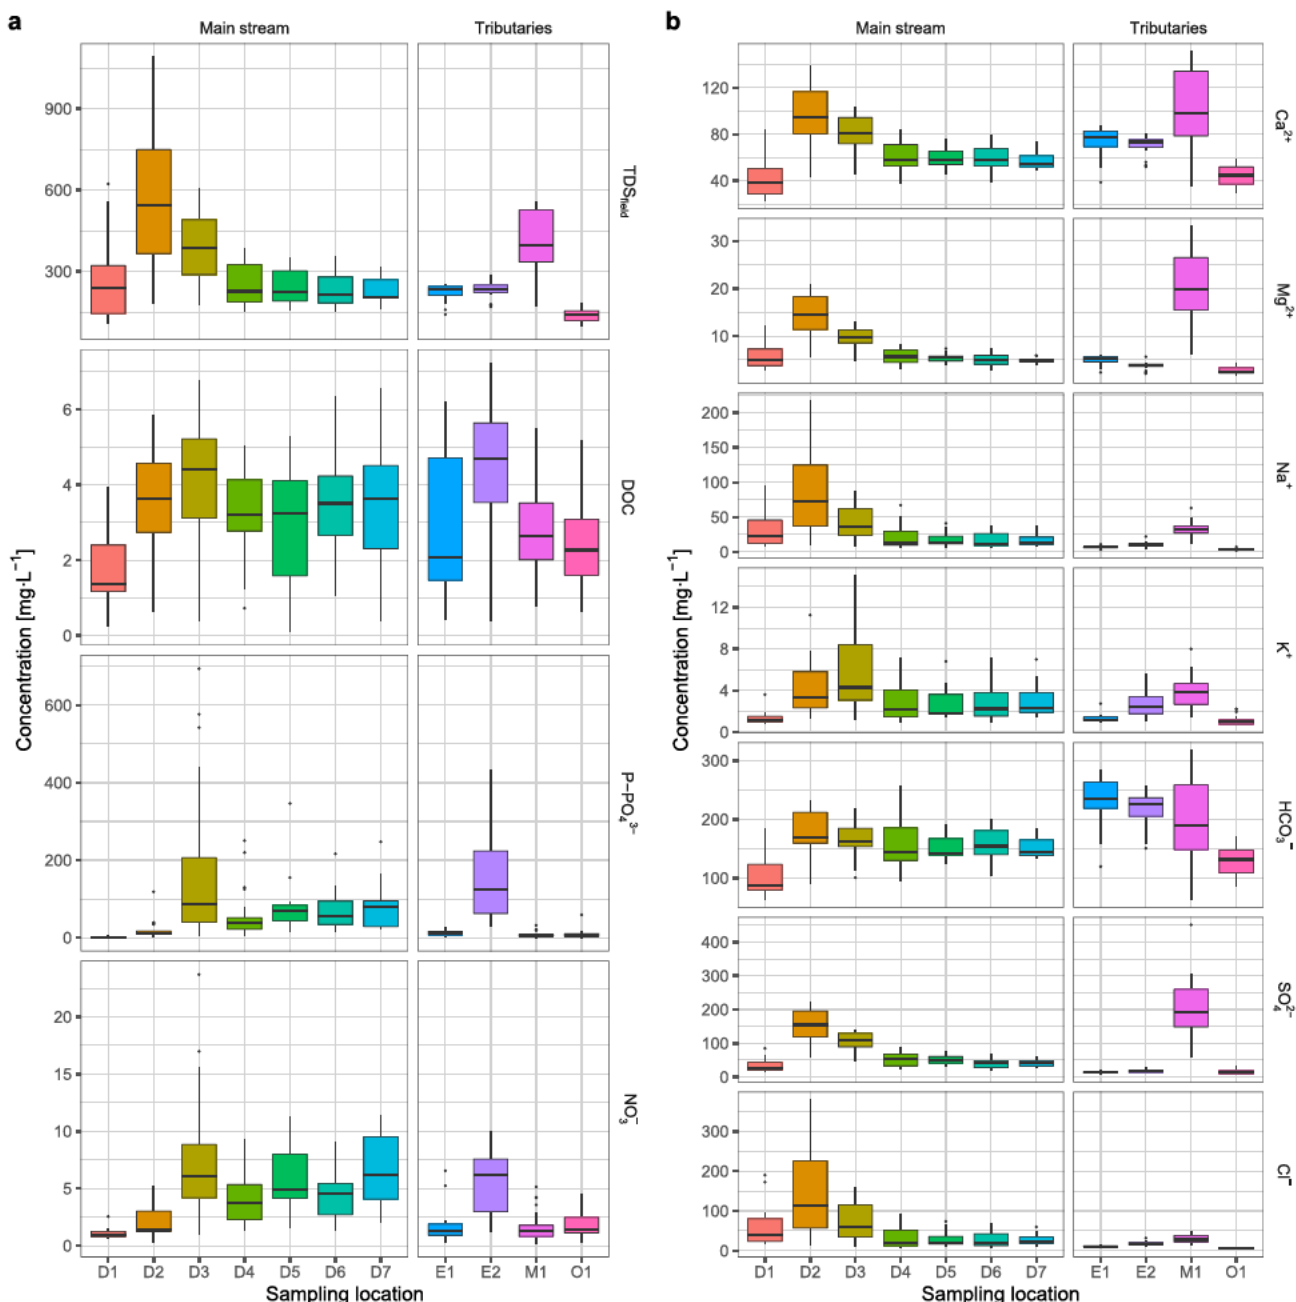 a
Main stream
Tributaries
900
600
300
TDSfield
6
4
2
0
DOC
600
400
200
0
P−PO₄³⁻
20
15
10
5
0
NO₃⁻
D1 D2 D3 D4 D5 D6 D7 E1 E2 M1 O1
Sampling location
Concentration [mg·L⁻¹]
b
Main stream
Tributaries
120
80
40
Ca²⁺
30
20
10
Mg²⁺
200
150
100
50
0
Na⁺
12
8
4
0
K⁺
300
200
100
HCO₃⁻
400
300
200
100
0
SO₄²⁻
300
200
100
0
Cl⁻
D1 D2 D3 D4 D5 D6 D7 E1 E2 M1 O1
Sampling location
Concentration [mg·L⁻¹]